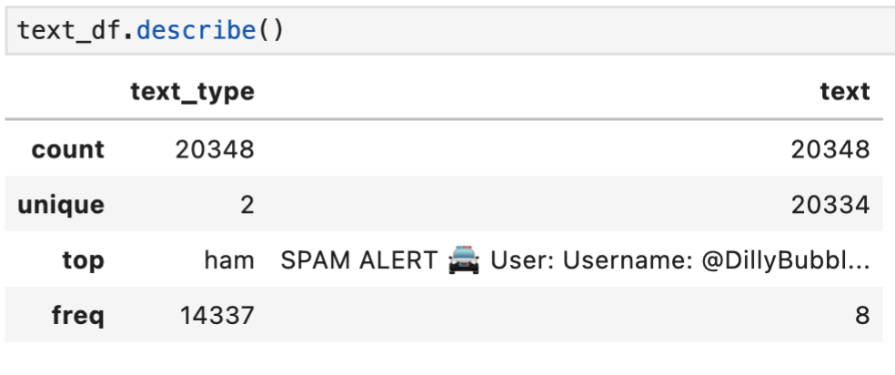 text_df.describe()
text_type text
count 20348 20348
unique 2 20334
top ham SPAM ALERT 🚔 User: Username: @DillyBubbl...
freq 14337 8